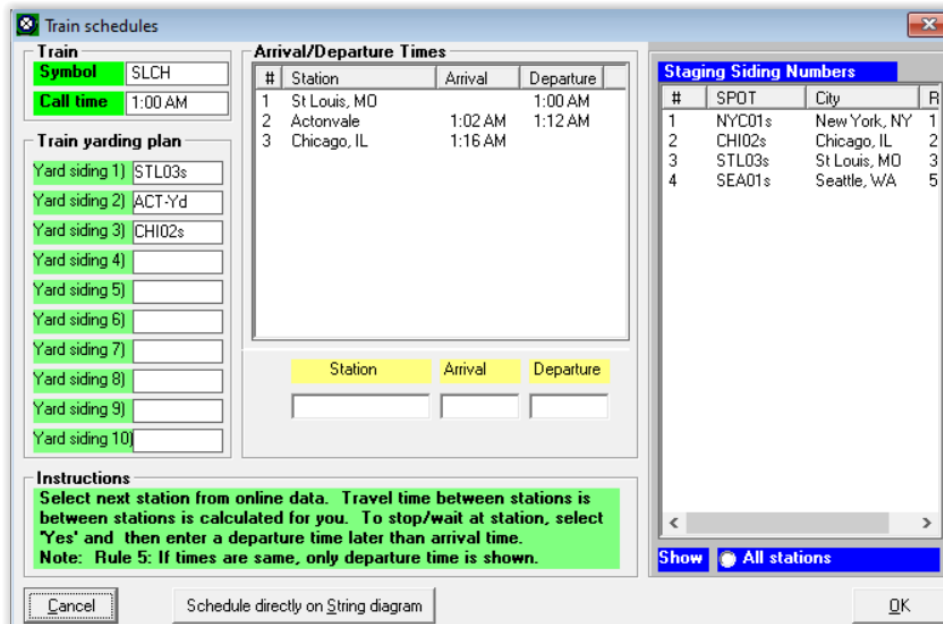 Train schedules
Train
Symbol SLCH
Call time 1:00 AM
Train yarding plan
Yard siding 1) STL03s
Yard siding 2) ACT-Yd
Yard siding 3) CHI02s
Yard siding 4)
Yard siding 5)
Yard siding 6)
Yard siding 7)
Yard siding 8)
Yard siding 9)
Yard siding 10)
Arrival/Departure Times
# Station Arrival Departure
1 St Louis, MO 1:00 AM
2 Actonvale 1:02 AM 1:12 AM
3 Chicago, IL 1:16 AM
Station Arrival Departure
Staging Siding Numbers
# SPOT City R
1 NYC01s New York, NY 1
2 CHI02s Chicago, IL 2
3 STL03s St Louis, MO 3
4 SEA01s Seattle, WA 5
Show All stations
Instructions
Select next station from online data. Travel time between stations is
between stations is calculated for you. To stop/wait at station, select
'Yes' and then enter a departure time later than arrival time.
Note: Rule 5: If times are same, only departure time is shown.
Cancel Schedule directly on String diagram OK